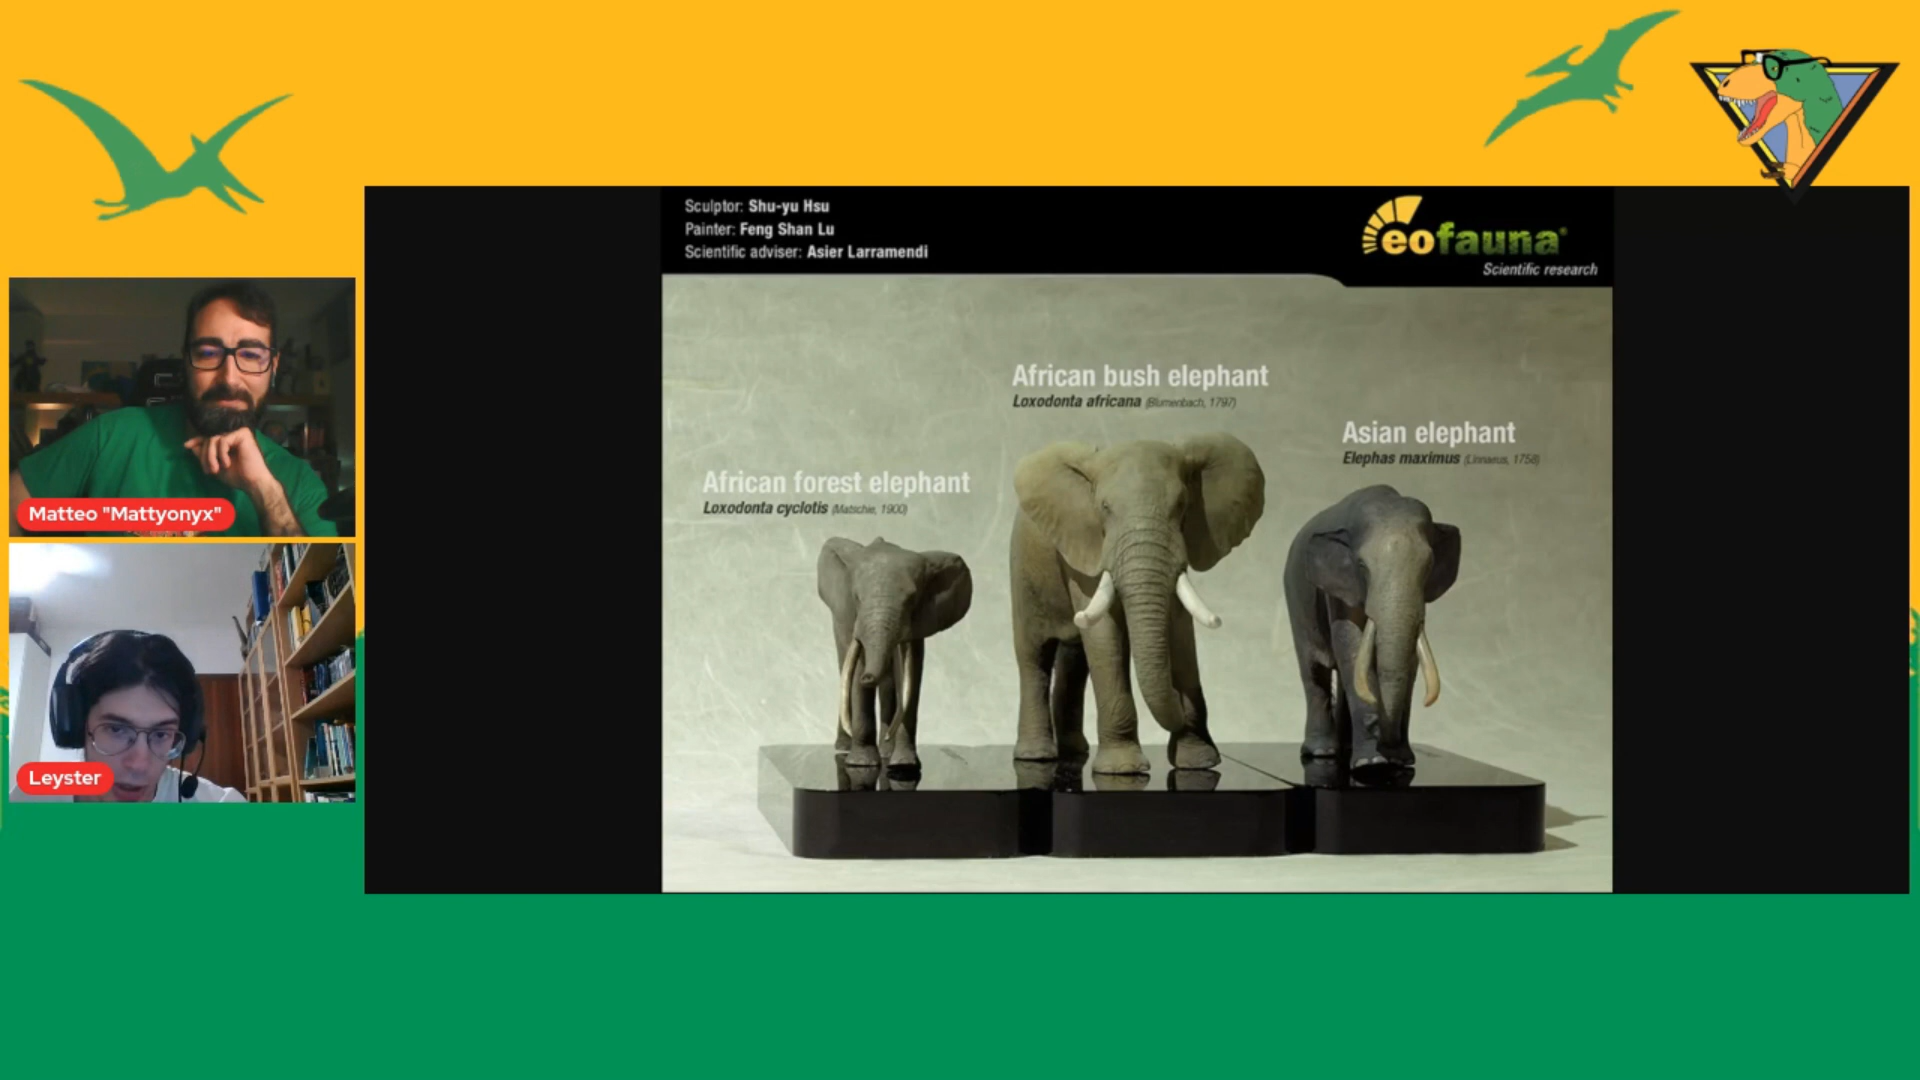 Sculptor: Shu-yu Hsu
Painter: Feng Shan Lu
Scientific adviser: Asier Larramendi
eofauna®
Scientific research
African bush elephant
Loxodonta africana (Blumenbach, 1797)
Asian elephant
Elephas maximus (Linnaeus, 1758)
African forest elephant
Loxodonta cyclotis (Matschie, 1900)
Matteo "Mattyonyx"
Leyster